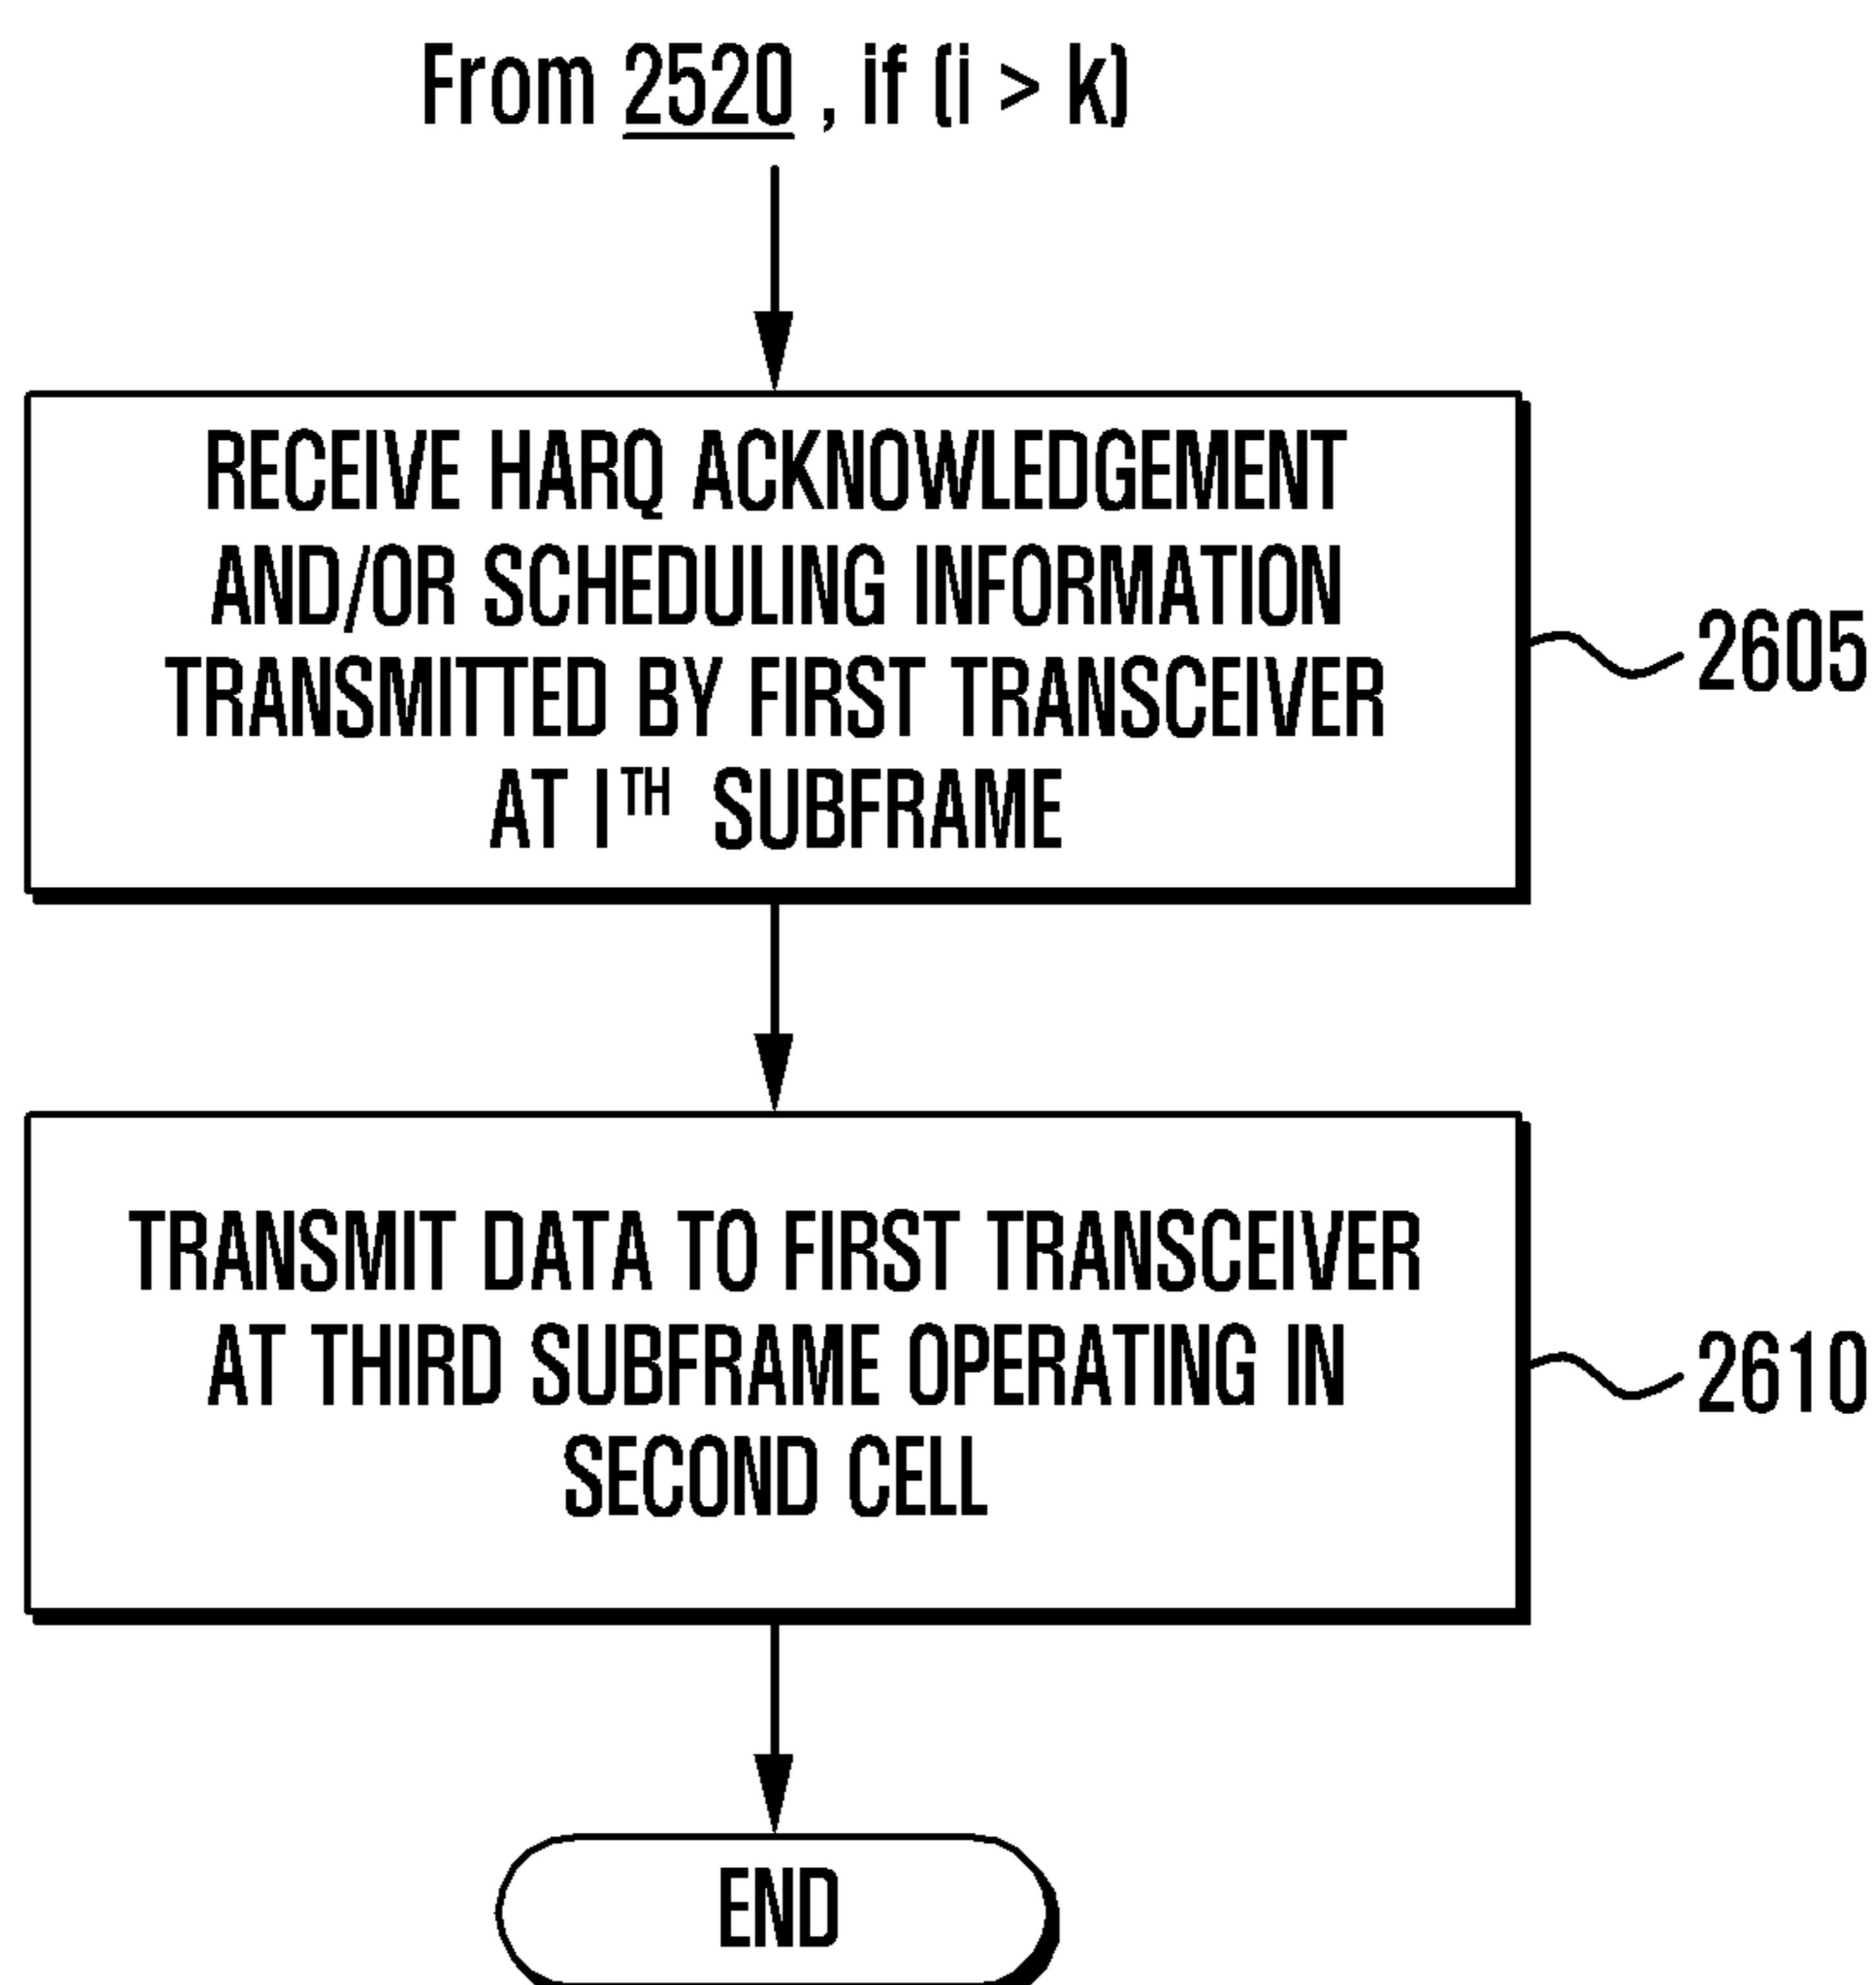 From 2520 , if (i > k)
RECEIVE HARQ ACKNOWLEDGEMENT
AND/OR SCHEDULING INFORMATION
TRANSMITTED BY FIRST TRANSCEIVER
AT ITH SUBFRAME
2605
TRANSMIT DATA TO FIRST TRANSCEIVER
AT THIRD SUBFRAME OPERATING IN
SECOND CELL
2610
END